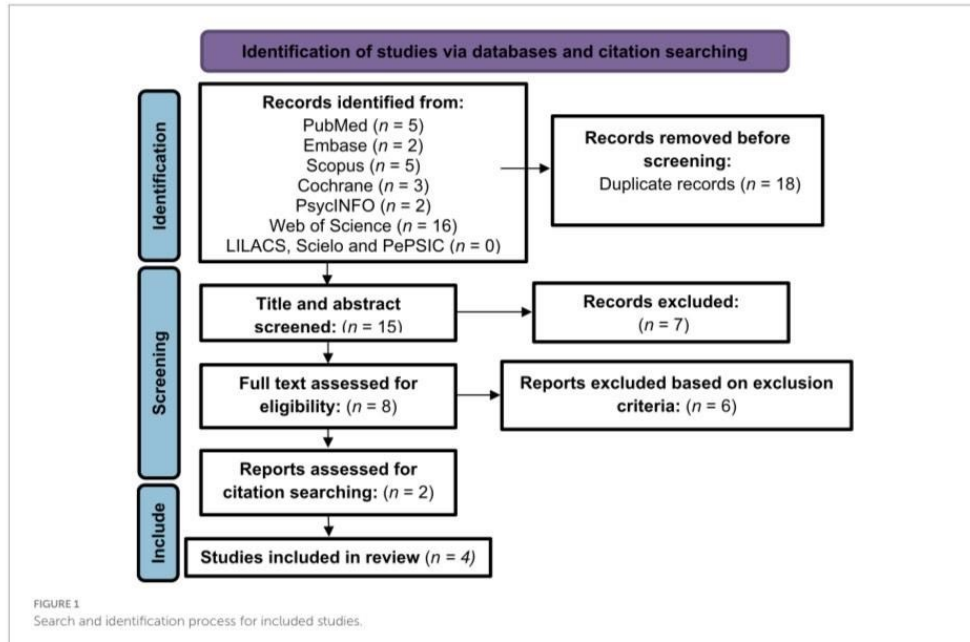 Identification of studies via databases and citation searching
Identification
Records identified from:
PubMed (n = 5)
Embase (n = 2)
Scopus (n = 5)
Cochrane (n = 3)
PsycINFO (n = 2)
Web of Science (n = 16)
LILACS, Scielo and PePSIC (n = 0)
Records removed before
screening:
Duplicate records (n = 18)
Screening
Title and abstract
screened: (n = 15)
Records excluded:
(n = 7)
Full text assessed for
eligibility: (n = 8)
Reports excluded based on exclusion
criteria: (n = 6)
Reports assessed for
citation searching: (n = 2)
Include
Studies included in review (n = 4)
FIGURE 1
Search and identification process for included studies.